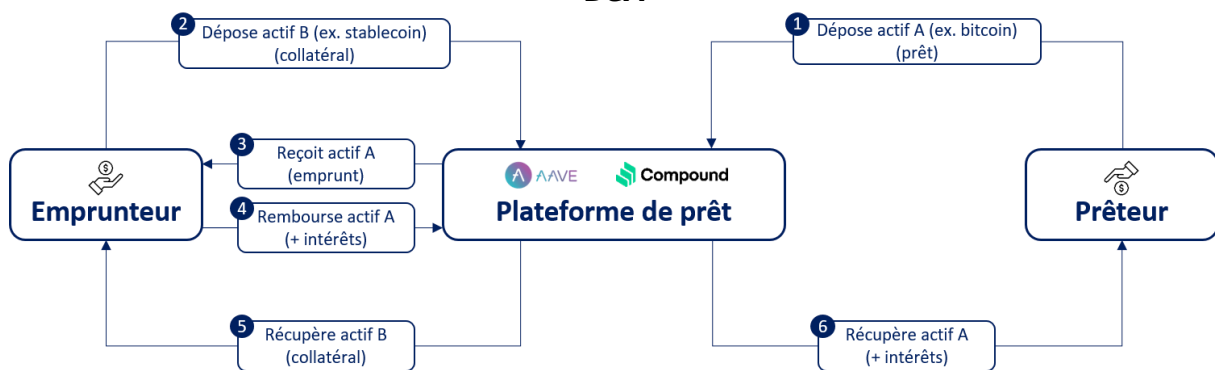 2
Dépose actif B (ex. stablecoin)
(collatéral)
1
Dépose actif A (ex. bitcoin)
(prêt)
3
Reçoit actif A
(emprunt)
Emprunteur
4
Rembourse actif A
(+ intérêts)
AAVE
Compound
Plateforme de prêt
Prêteur
5
Récupère actif B
(collatéral)
6
Récupère actif A
(+ intérêts)